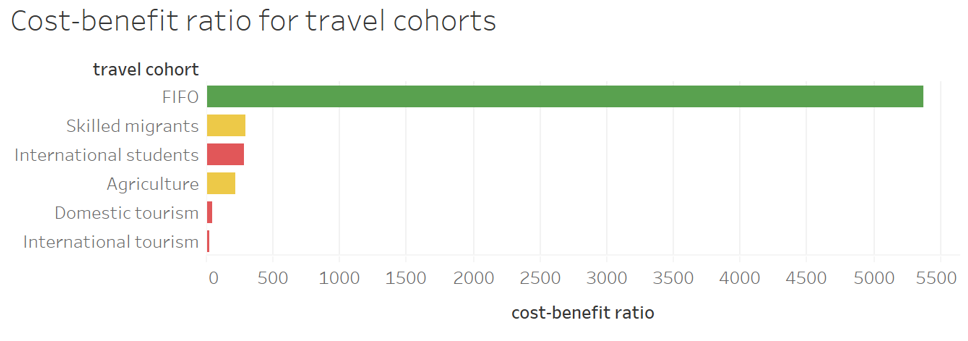 Cost-benefit ratio for travel cohorts
travel cohort
FIFO
Skilled migrants
International students
Agriculture
Domestic tourism
International tourism
0 500 1000 1500 2000 2500 3000 3500 4000 4500 5000 5500
cost-benefit ratio